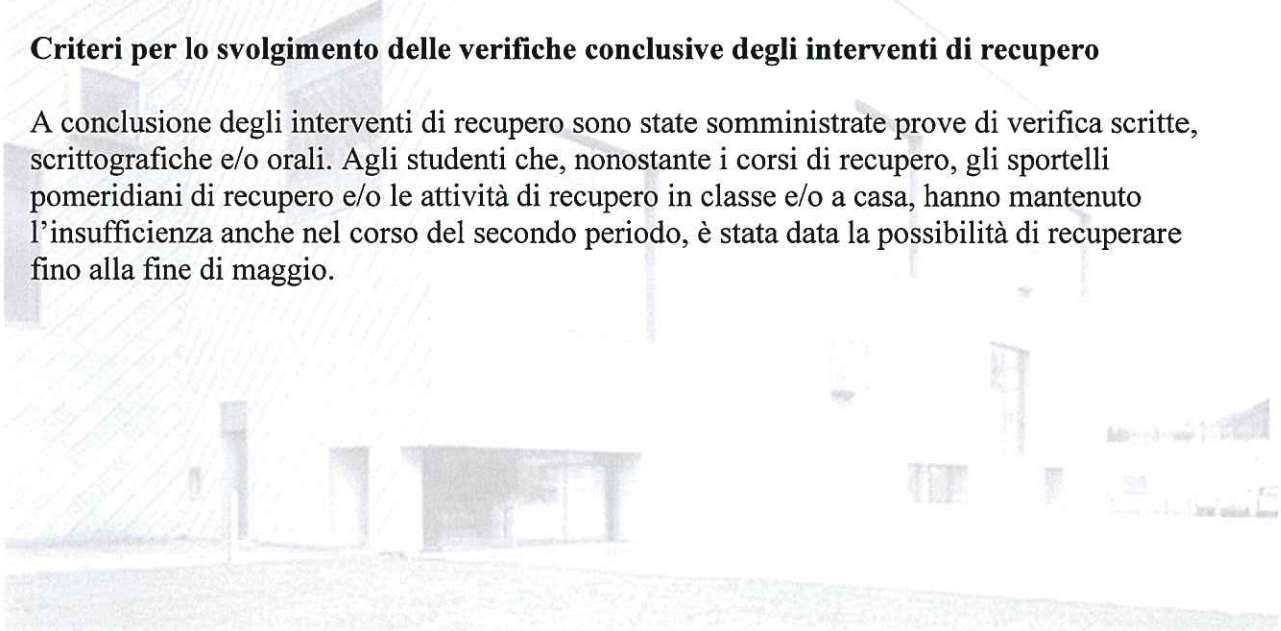 Criteri per lo svolgimento delle verifiche conclusive degli interventi di recupero
A conclusione degli interventi di recupero sono state somministrate prove di verifica scritte,
scrittografiche e/o orali. Agli studenti che, nonostante i corsi di recupero, gli sportelli
pomeridiani di recupero e/o le attività di recupero in classe e/o a casa, hanno mantenuto
l’insufficienza anche nel corso del secondo periodo, è stata data la possibilità di recuperare
fino alla fine di maggio.